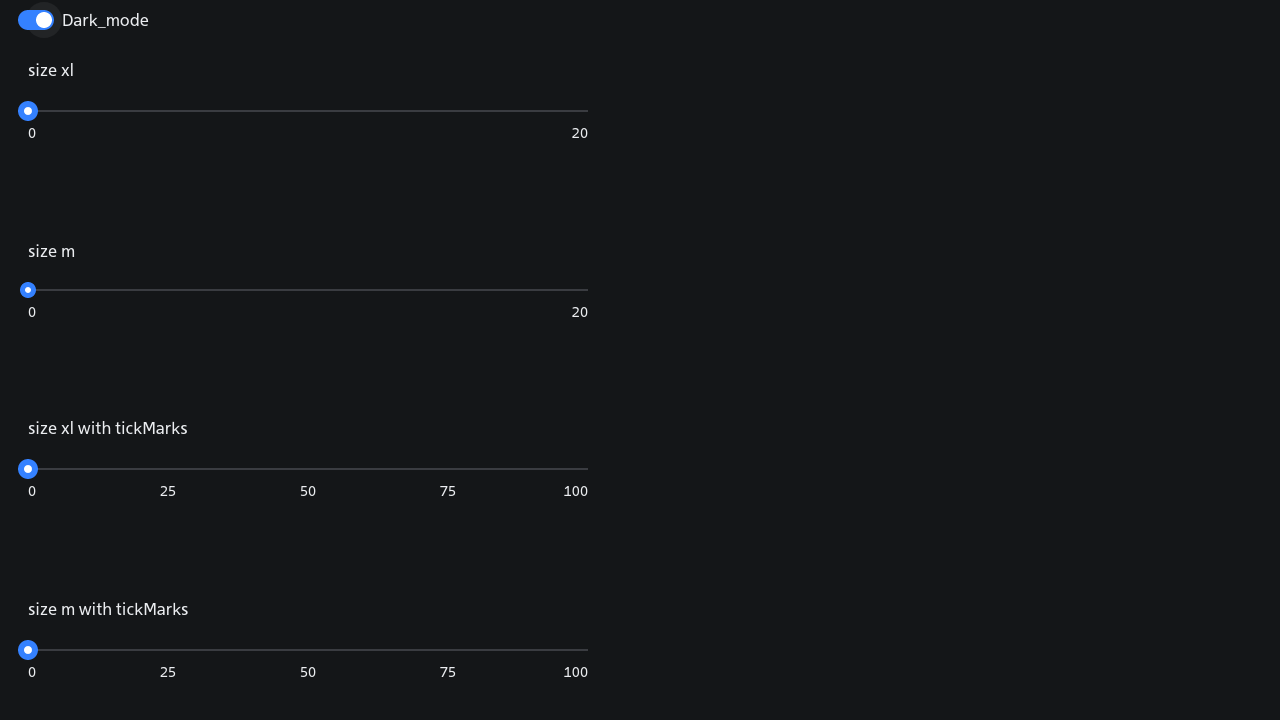 Dark_mode
size xl
0 20
size m
0 20
size xl with tickMarks
0 25 50 75 100
size m with tickMarks
0 25 50 75 100